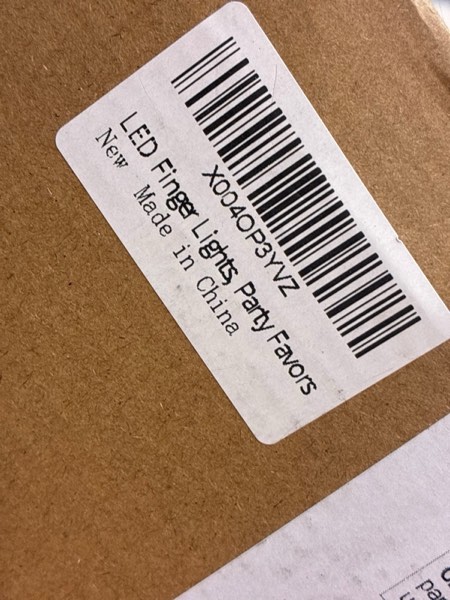 X004OP3YVZ
LED Finger Lights, Party Favors
New Made in China